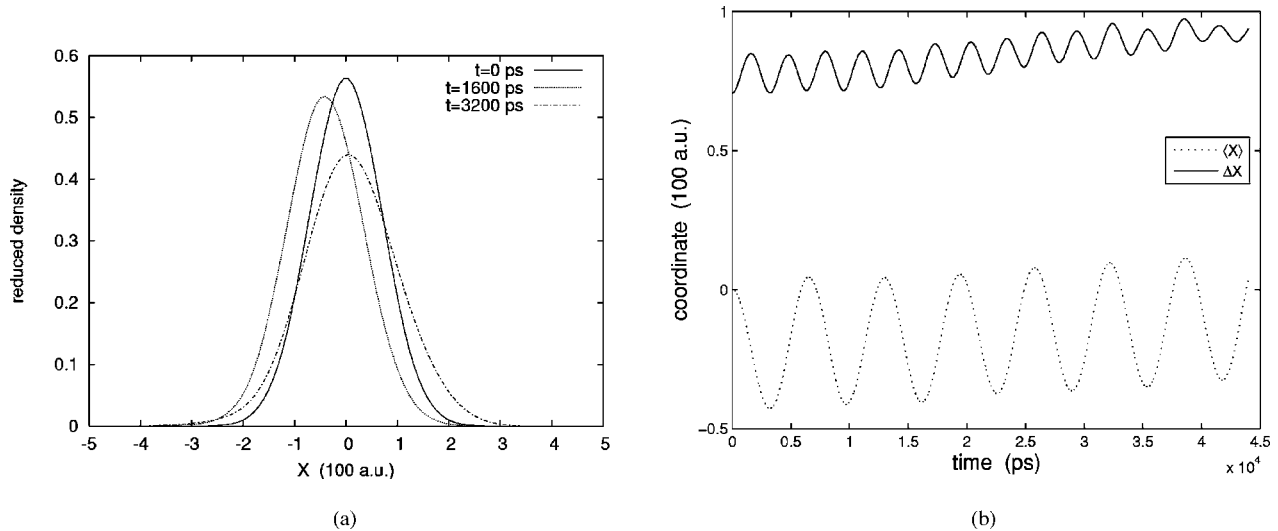 0.6
0.5
0.4
0.3
0.2
0.1
0
reduced density
-5 -4 -3 -2 -1 0 1 2 3 4 5
X (100 a.u.)
t=0 ps
t=1600 ps
t=3200 ps
(a)
1
0.5
0
−0.5
coordinate (100 a.u.)
0 0.5 1 1.5 2 2.5 3 3.5 4 4.5
time (ps)
x 10^4
⟨X⟩
ΔX
(b)